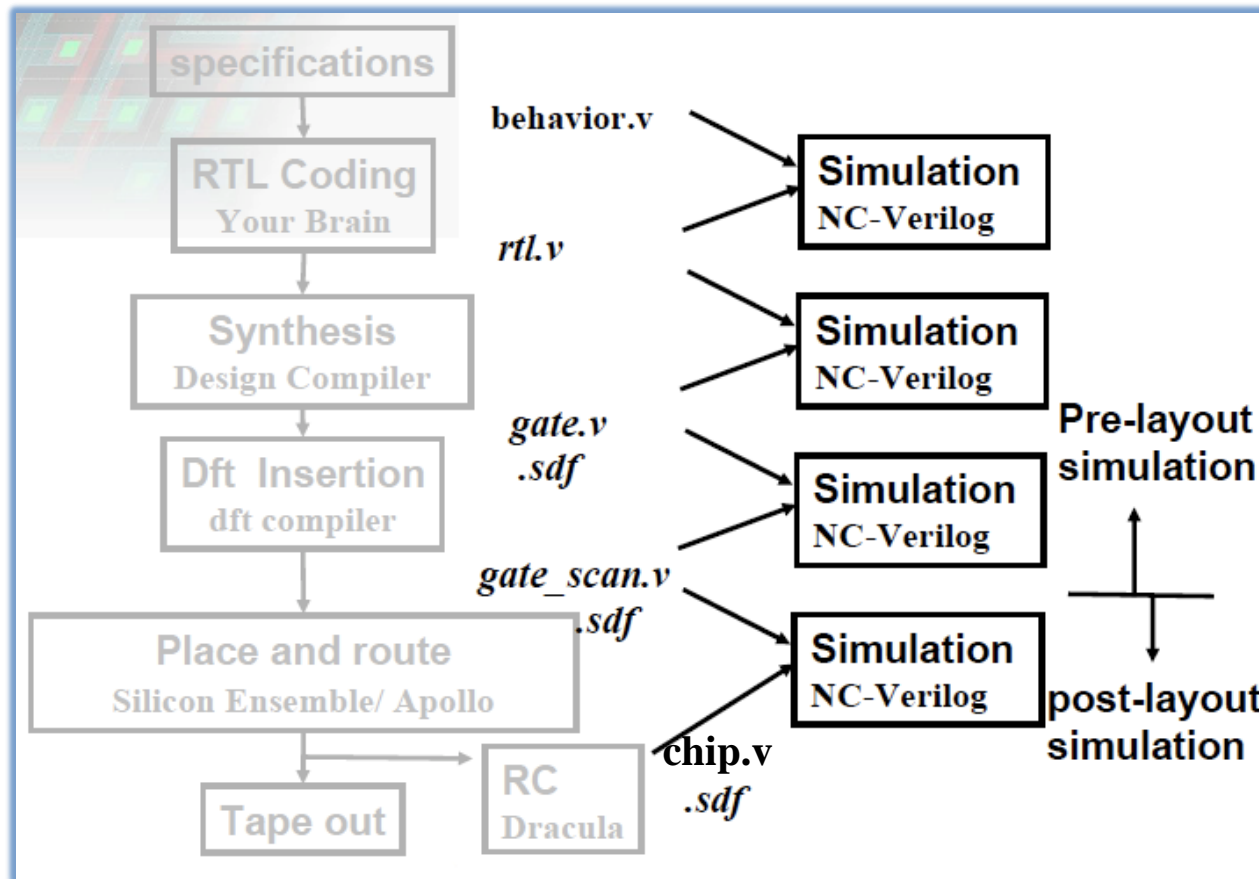 specifications
RTL Coding
Your Brain
Synthesis
Design Compiler
Dft Insertion
dft compiler
Place and route
Silicon Ensemble/ Apollo
Tape out
RC
Dracula
behavior.v
rtl.v
gate.v
.sdf
gate_scan.v
.sdf
chip.v
.sdf
Simulation
NC-Verilog
Simulation
NC-Verilog
Simulation
NC-Verilog
Simulation
NC-Verilog
Pre-layout
simulation
post-layout
simulation